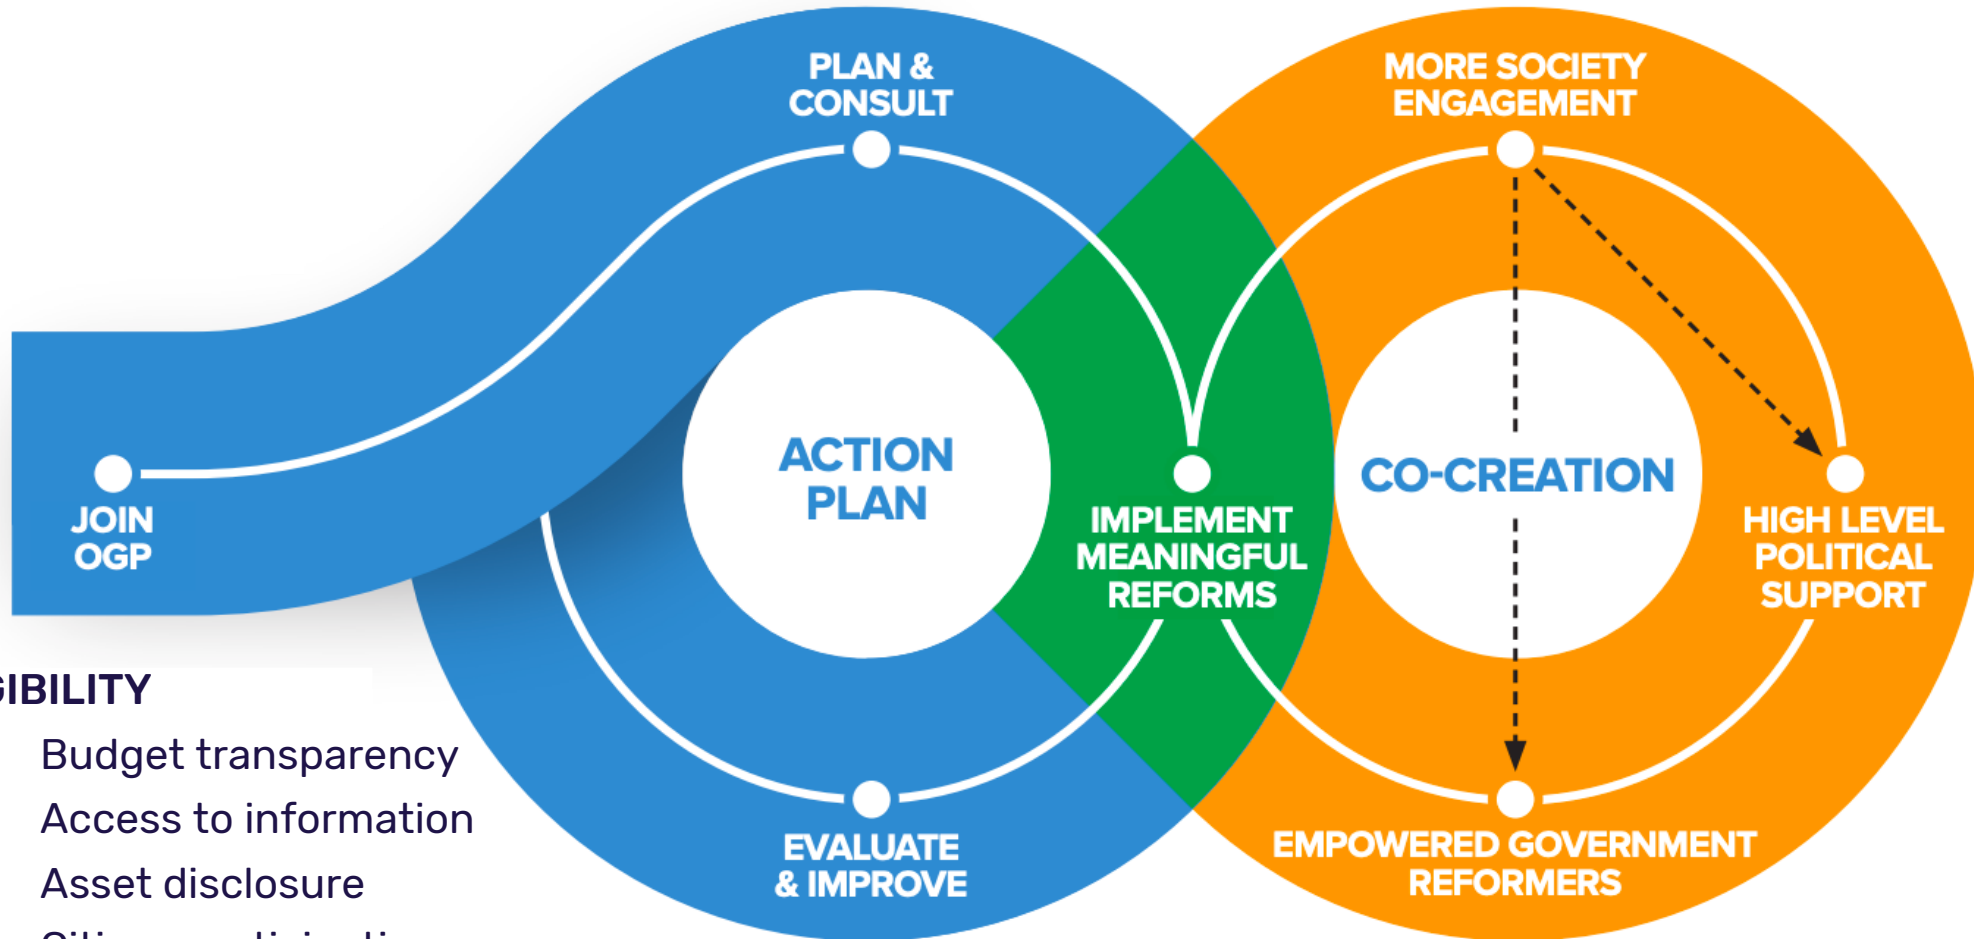 PLAN &
CONSULT
MORE SOCIETY
ENGAGEMENT
JOIN
OGP
ACTION
PLAN
IMPLEMENT
MEANINGFUL
REFORMS
CO-CREATION
HIGH LEVEL
POLITICAL
SUPPORT
EVALUATE
& IMPROVE
EMPOWERED GOVERNMENT
REFORMERS
GIBILITY
Budget transparency
Access to information
Asset disclosure